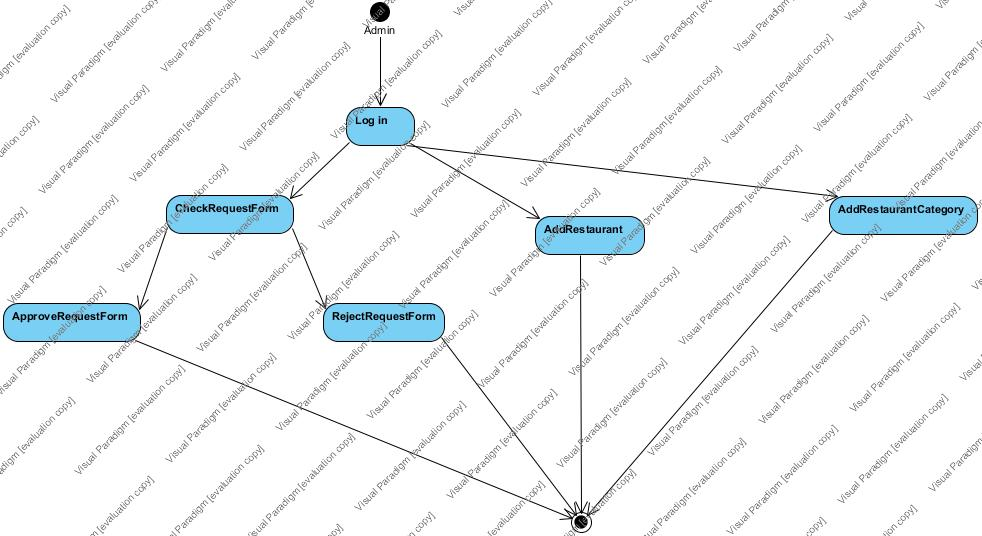 Admin
Log in
CheckRequestForm
AddRestaurantCategory
AddRestaurant
ApproveRequestForm
RejectRequestForm
Visual Paradigm [evaluation copy]